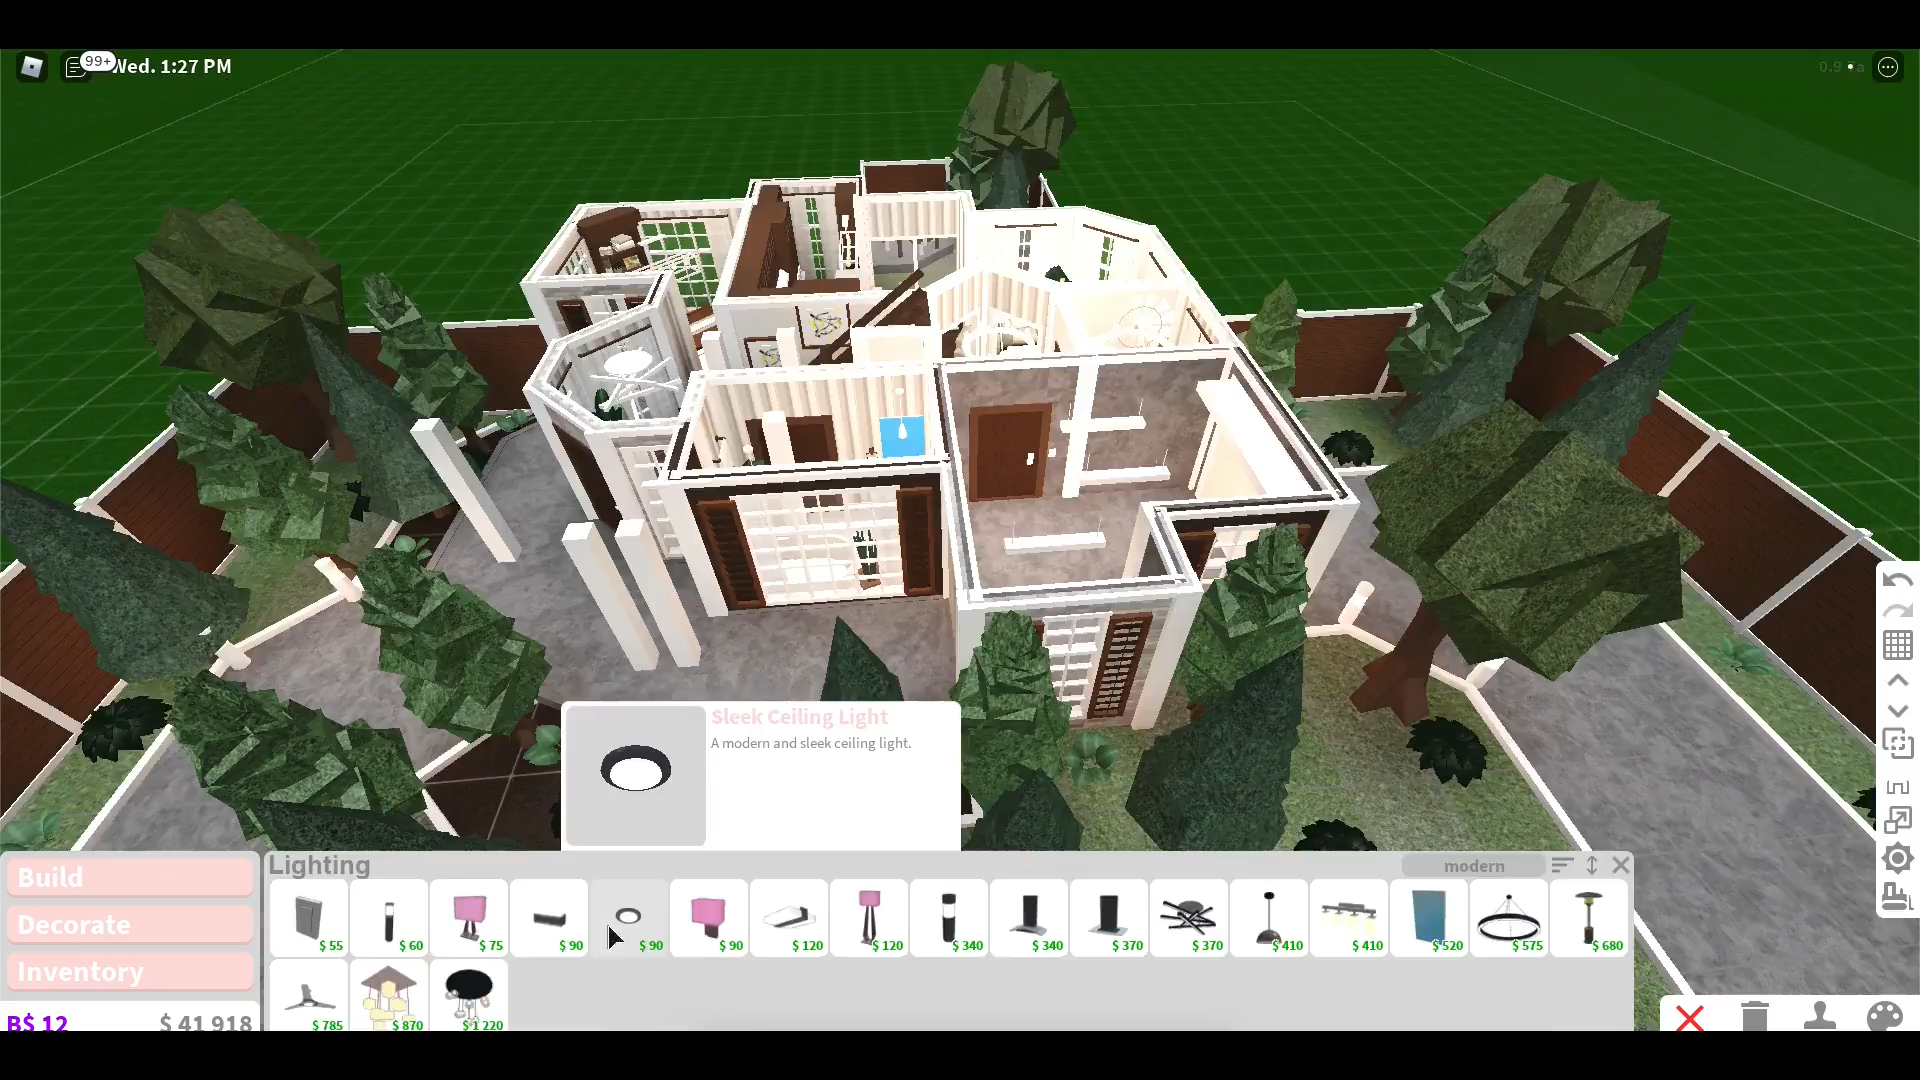 99+
Wed. 1:27 PM
Sleek Ceiling Light
A modern and sleek ceiling light.
Build
Decorate
Inventory
B$ 12
$ 41 918
Lighting
modern
$ 55
$ 60
$ 75
$ 90
$ 90
$ 90
$ 120
$ 120
$ 340
$ 340
$ 370
$ 370
$ 410
$ 410
$ 520
$ 575
$ 680
$ 785
$ 870
$ 1 220